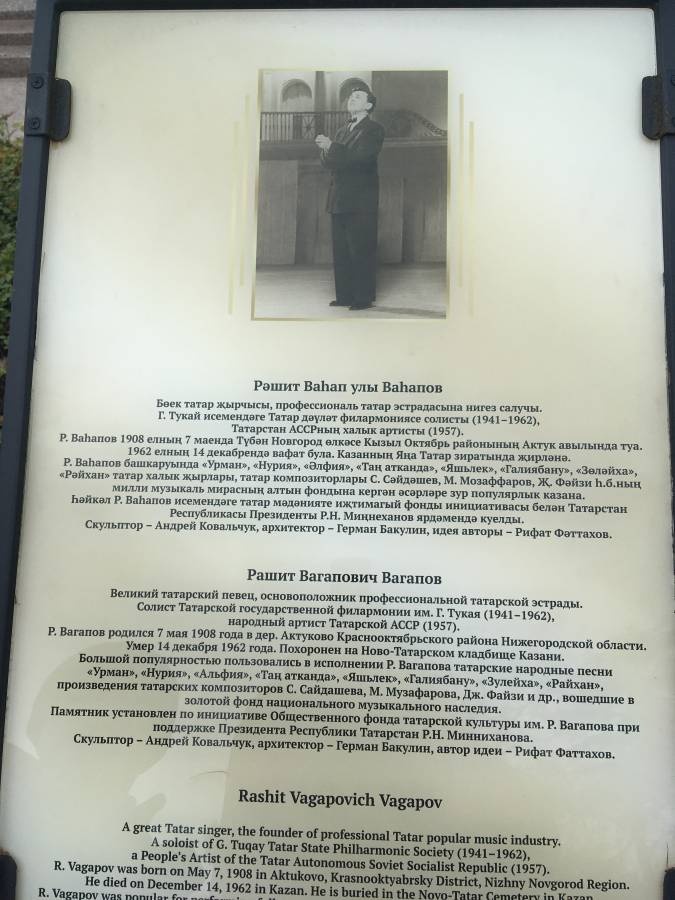 Рәшит Ваһап улы Ваһапов
Бөек татар җырчысы, профессиональ татар эстрадасына нигез салучы.
Г. Тукай исемендәге Татар дәүләт филармониясе солисты (1941–1962),
Татарстан АССРның халык артисты (1957).
Р. Ваһапов 1908 елның 7 маенда Түбән Новгород өлкәсе Кызыл Октябрь районының Актук авылында туа.
1962 елның 14 декабрендә вафат була. Казанның Яңа Татар зиратында җирләнә.
Р. Ваһапов башкаруында «Урман», «Нурия», «Әлфия», «Таң атканда», «Яшьлек», «Галиябану», «Зөләйха»,
«Рәйхан» татар халык җырлары, татар композиторлары С. Сәйдәшев, М. Мозаффаров, Җ. Фәйзи һ.б.ның
милли музыкаль мирасның алтын фондына кергән әсәрләре зур популярлык казана.
Һәйкәл Р. Ваһапов исемендәге татар мәдәнияте иҗтимагый фонды инициативасы белән Татарстан
Республикасы Президенты Р.Н. Миңнеханов ярдәмендә куелды.
Скульптор – Андрей Ковальчук, архитектор – Герман Бакулин, идея авторы – Рифат Фәттахов.
Рашит Вагапович Вагапов
Великий татарский певец, основоположник профессиональной татарской эстрады.
Солист Татарской государственной филармонии им. Г. Тукая (1941–1962),
народный артист Татарской АССР (1957).
Р. Вагапов родился 7 мая 1908 года в дер. Актуково Краснооктябрьского района Нижегородской области.
Умер 14 декабря 1962 года. Похоронен на Ново-Татарском кладбище Казани.
Большой популярностью пользовались в исполнении Р. Вагапова татарские народные песни
«Урман», «Нурия», «Альфия», «Таң атканда», «Яшьлек», «Галиябану», «Зулейха», «Райхан»,
произведения татарских композиторов С. Сайдашева, М. Музафарова, Дж. Файзи и др., вошедшие в
золотой фонд национального музыкального наследия.
Памятник установлен по инициативе Общественного фонда татарской культуры им. Р. Вагапова при
поддержке Президента Республики Татарстан Р.Н. Минниханова.
Скульптор – Андрей Ковальчук, архитектор – Герман Бакулин, автор идеи – Рифат Фаттахов.
Rashit Vagapovich Vagapov
A great Tatar singer, the founder of professional Tatar popular music industry.
A soloist of G. Tuqay Tatar State Philharmonic Society (1941–1962),
a People's Artist of the Tatar Autonomous Soviet Socialist Republic (1957).
R. Vagapov was born on May 7, 1908 in Aktukovo, Krasnooktyabrsky District, Nizhny Novgorod Region.
He died on December 14, 1962 in Kazan. He is buried in the Novo-Tatar Cemetery in Kazan.
R. Vagapov was popular for